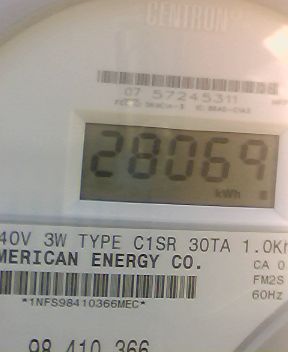 CENTRON
07 57245311
28069
kWh
40V 3W TYPE C1SR 30TA 1.0Kh
MERICAN ENERGY CO.
CA 0
FM2S
60Hz
*1NFS98410366MEC*
98 410 366